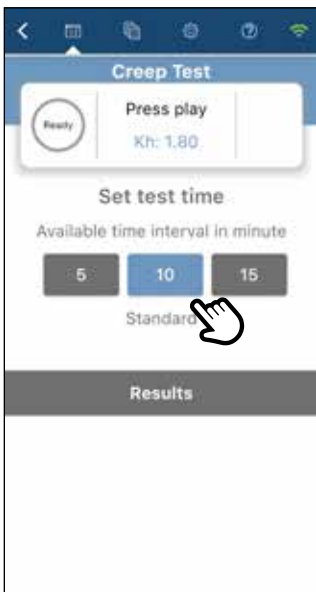 Creep Test
Ready
Press play
Kh: 1.80
Set test time
Available time interval in minute
5 10 15
Standard
Results